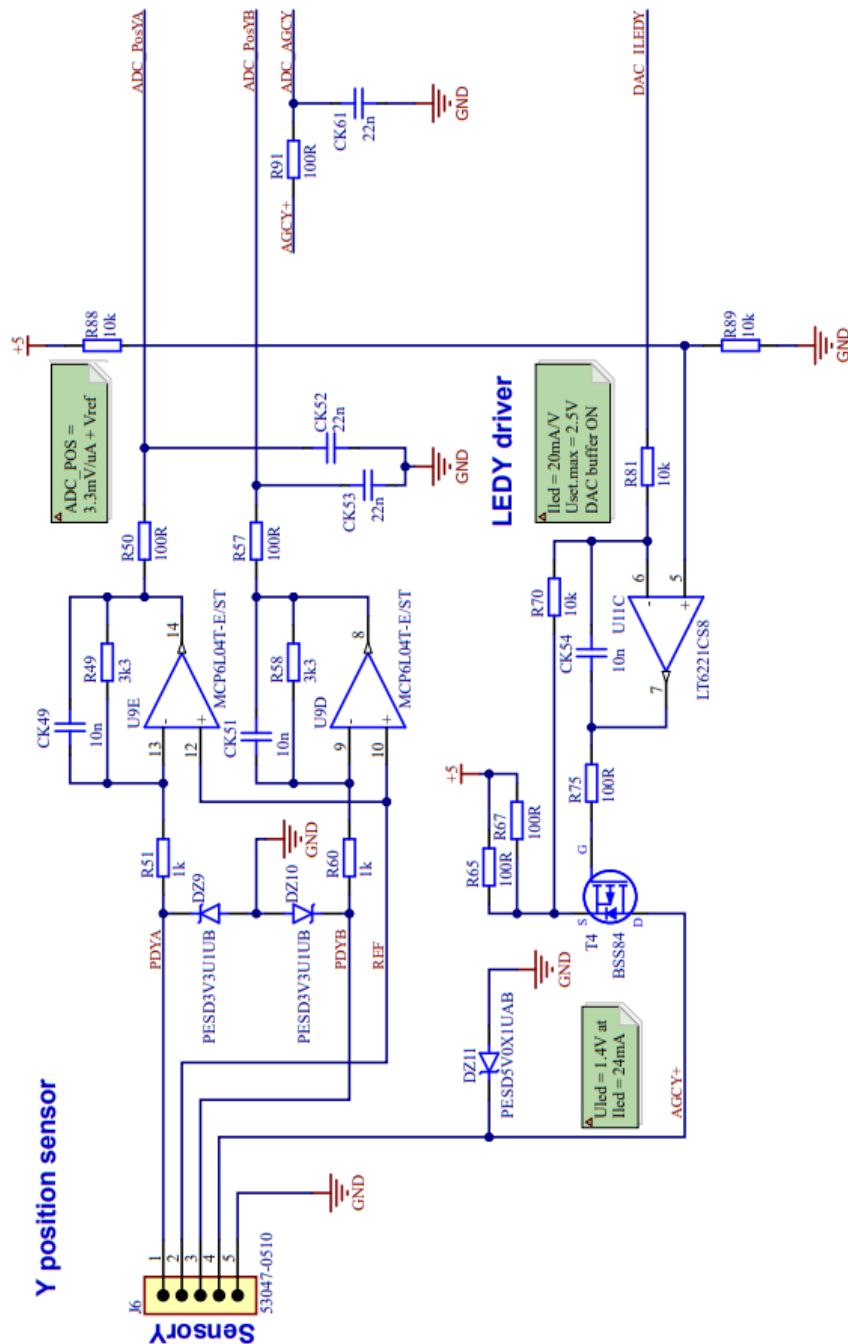 Y position sensor
SensorY
J6
1
2
3
4
5
53047-0510
GND
PDYA
PDYB
REF
DZ9
PESD3V3U1UB
DZ10
PESD3V3U1UB
GND
R51
1k
R60
1k
CK49
10n
R49
3k3
U9E
13
12
14
MCP6L04T-E/ST
CK51
10n
R58
3k3
U9D
9
10
8
MCP6L04T-E/ST
R50
100R
R57
100R
ADC_POS =
3.3mV/uA + Vref
CK52
22n
CK53
22n
GND
+5
R88
10k
R89
10k
GND
ADC_PosYA
ADC_PosYB
ADC_AGCY
AGCY+
R91
100R
CK61
22n
GND
LEDY driver
Iled = 20mA/V
Uset.max = 2.5V
DAC buffer ON
DAC_ILEDY
R81
10k
R70
10k
CK54
10n
U11C
6
5
7
LT6221CS8
R75
100R
+5
R65
100R
R67
100R
G
S
D
T4
BSS84
DZ11
PESD5V0X1UAB
GND
Uled = 1.4V at
Iled = 24mA
AGCY+